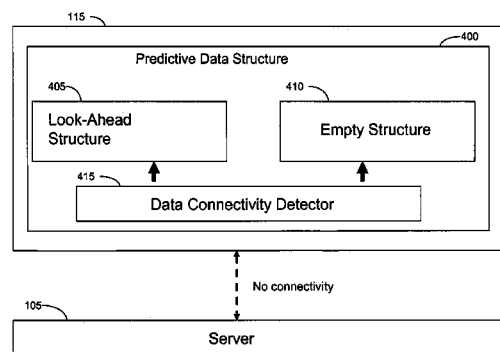 115
400
Predictive Data Structure
405
410
Look-Ahead
Structure
Empty Structure
415
Data Connectivity Detector
No connectivity
105
Server